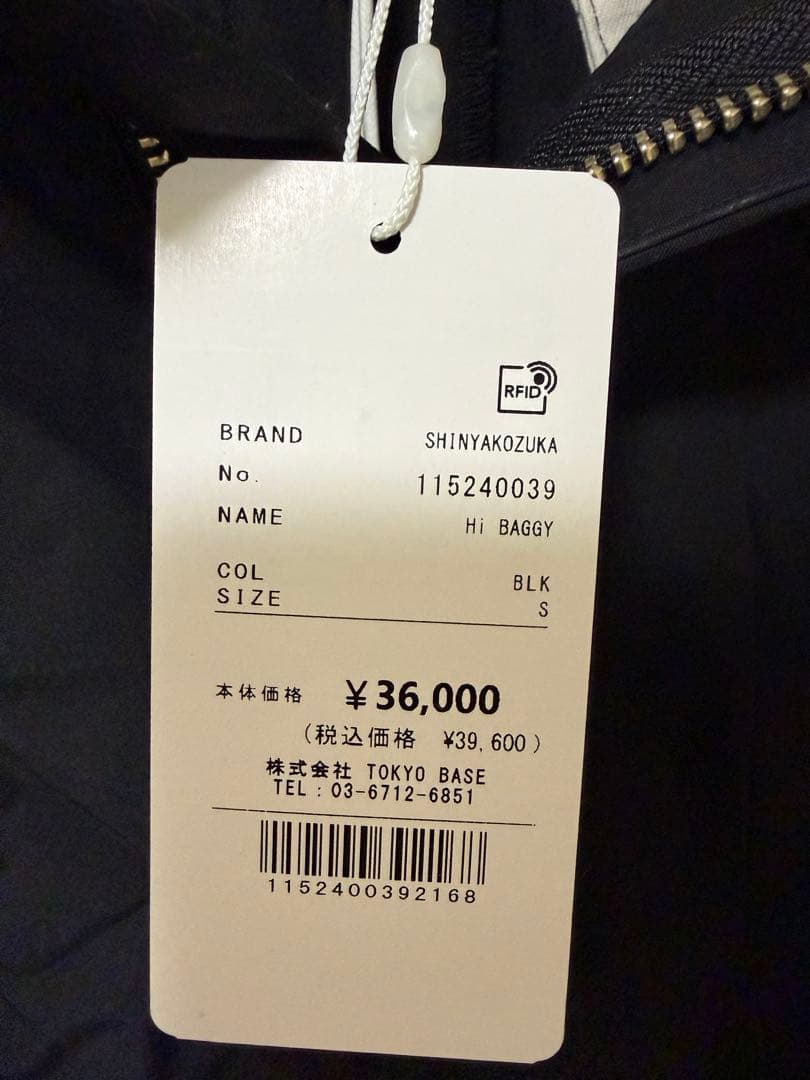 RFID
BRAND SHINYAKOZUKA
No. 115240039
NAME Hi BAGGY
COL BLK
SIZE S
本体価格 ¥36,000
(税込価格 ¥39,600)
株式会社 TOKYO BASE
TEL:03-6712-6851
1152400392168